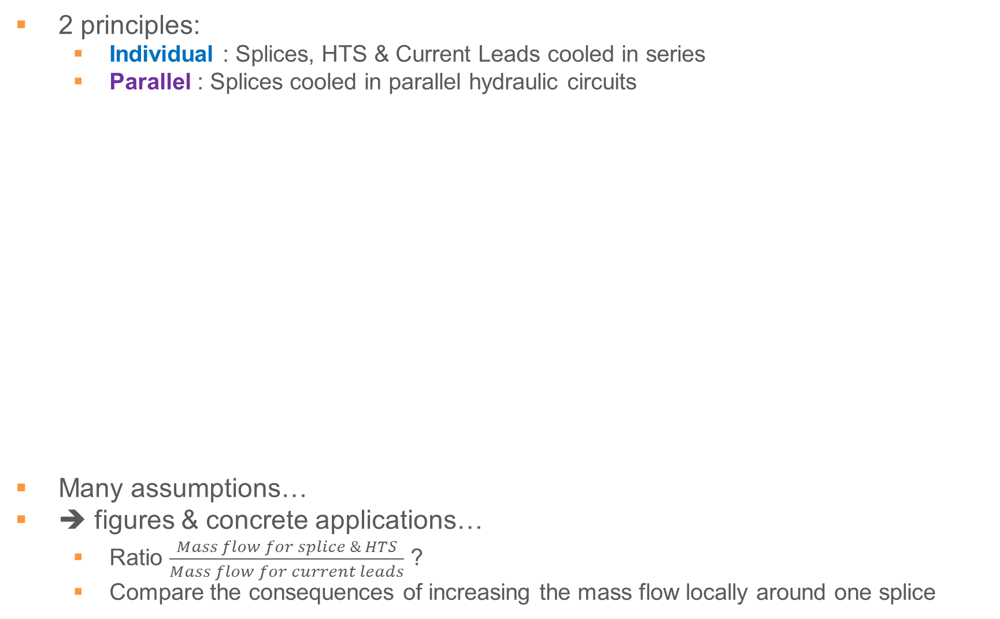 ▪ 2 principles:
▪ Individual : Splices, HTS & Current Leads cooled in series
▪ Parallel : Splices cooled in parallel hydraulic circuits
▪ Many assumptions…
▪ ➔ figures & concrete applications…
▪ Ratio \frac{Mass flow for splice & HTS}{Mass flow for current leads} ?
▪ Compare the consequences of increasing the mass flow locally around one splice